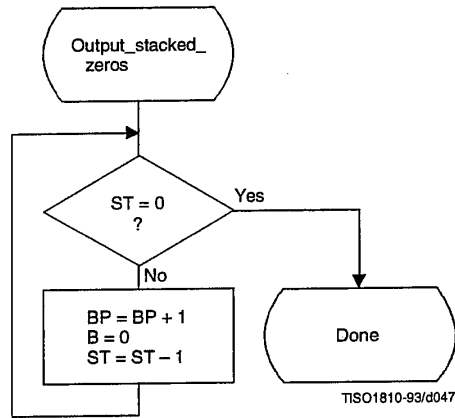 Output_stacked_
zeros
ST = 0
?
Yes
No
BP = BP + 1
B = 0
ST = ST – 1
Done
TISO1810-93/d047